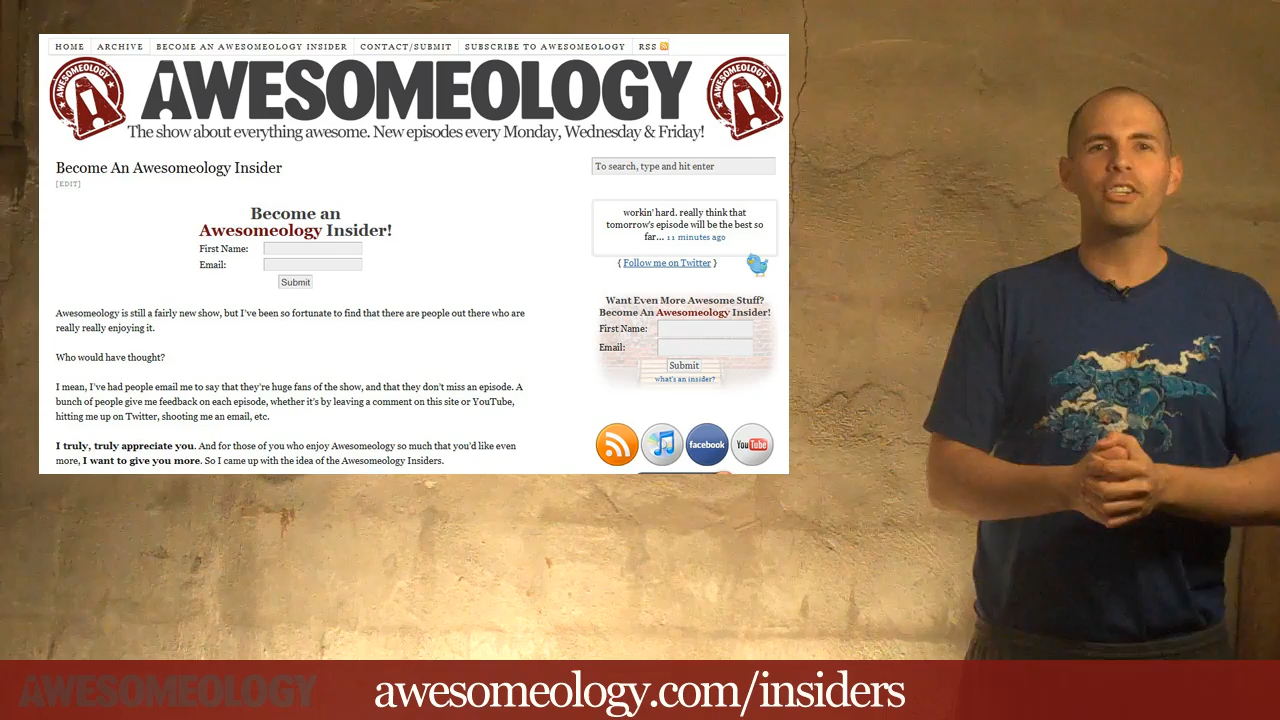 HOME ARCHIVE BECOME AN AWESOMEOLOGY INSIDER CONTACT/SUBMIT SUBSCRIBE TO AWESOMEOLOGY RSS
AWESOMEOLOGY AWESOMEOLOGY AWESOMEOLOGY
The show about everything awesome. New episodes every Monday, Wednesday & Friday!
Become An Awesomeology Insider
[EDIT]
Become an
Awesomeology Insider!
First Name:
Email:
Submit
Awesomeology is still a fairly new show, but I've been so fortunate to find that there are people out there who are
really really enjoying it.
Who would have thought?
I mean, I've had people email me to say that they're huge fans of the show, and that they don't miss an episode. A
bunch of people give me feedback on each episode, whether it's by leaving a comment on this site or YouTube,
hitting me up on Twitter, shooting me an email, etc.
I truly, truly appreciate you. And for those of you who enjoy Awesomeology so much that you'd like even
more, I want to give you more. So I came up with the idea of the Awesomeology Insiders.
To search, type and hit enter
workin' hard. really think that
tomorrow's episode will be the best so
far... 11 minutes ago
{ Follow me on Twitter }
Want Even More Awesome Stuff?
Become An Awesomeology Insider!
First Name:
Email:
Submit
what's an insider?
facebook YouTube
AWESOMEOLOGY
awesomeology.com/insiders